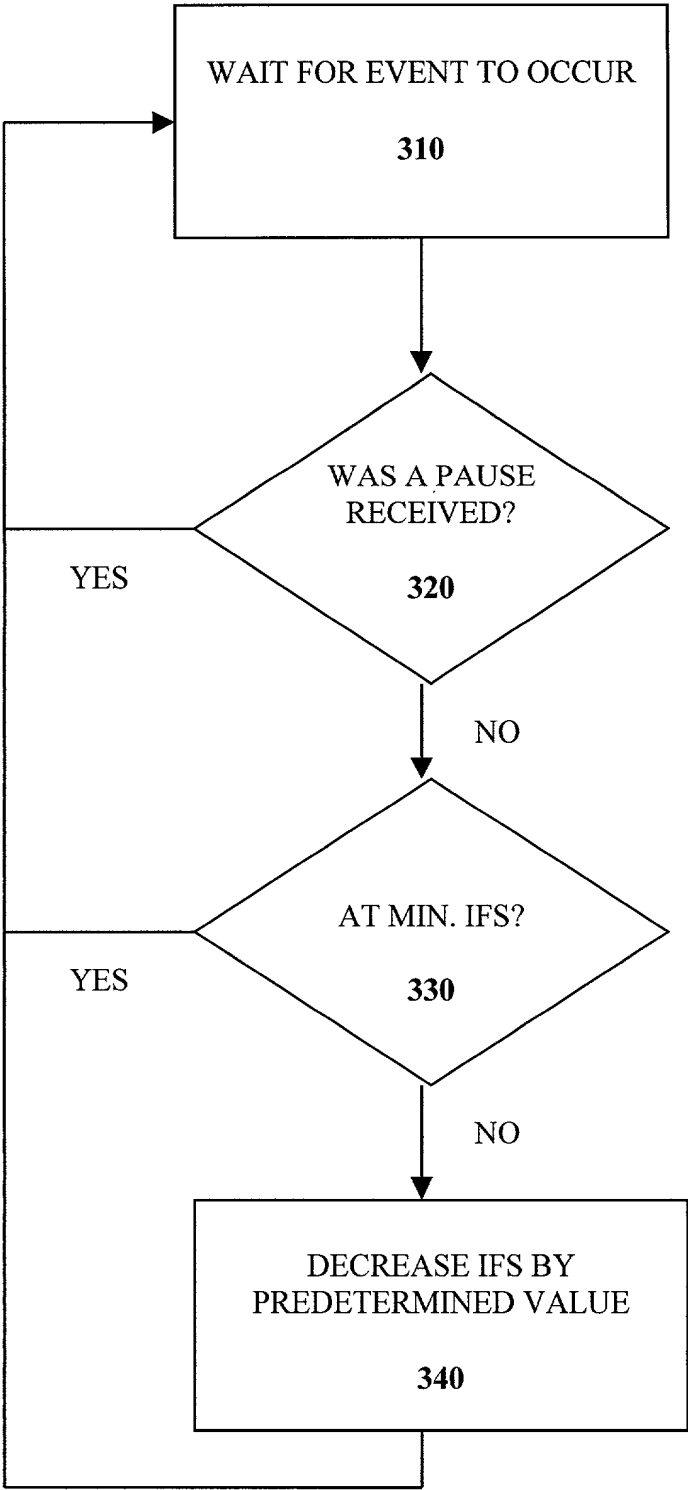 WAIT FOR EVENT TO OCCUR
310
WAS A PAUSE
RECEIVED?
320
YES
NO
AT MIN. IFS?
330
YES
NO
DECREASE IFS BY
PREDETERMINED VALUE
340